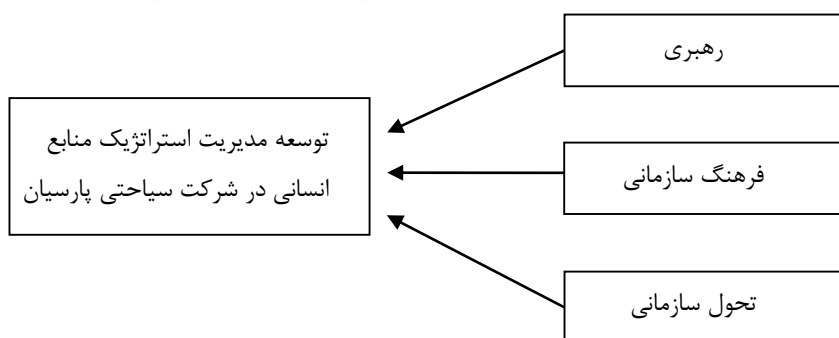 رهبری
توسعه مدیریت استراتژیک منابع
انسانی در شرکت سیاحتی پارسیان
فرهنگ سازمانی
تحول سازمانی